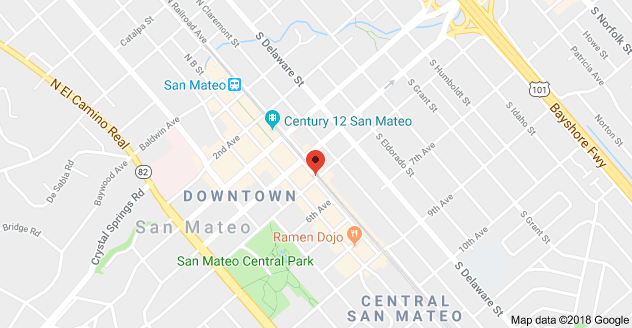 Catalpa St
N Railroad Ave
N Claremont St
S Delaware St
N B St
S Norfolk St
Howe St
Patricia Ave
San Mateo
N El Camino Real
Baldwin Ave
2nd Ave
Century 12 San Mateo
S Humboldt St
S Grant St
101
Bayshore Fwy
S Idaho St
Norton St
S Eldorado St
7th Ave
82
De Sabla Rd
Baywood Ave
Crystal Springs Rd
Bridge Rd
DOWNTOWN
San Mateo
6th Ave
9th Ave
S Grant St
10th Ave
Ramen Dojo
San Mateo Central Park
S Delaware St
CENTRAL
SAN MATEO
Map data ©2018 Google